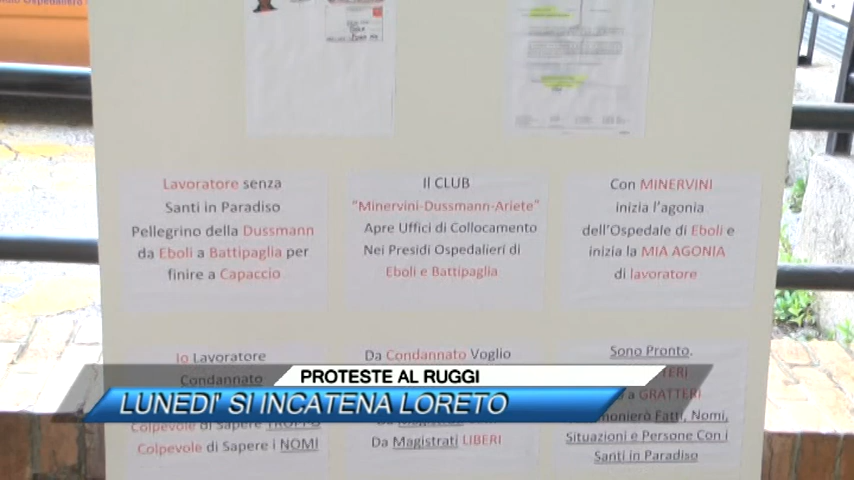 Ospedaliero
Lavoratore senza
Santi in Paradiso
Pellegrino della Dussmann
da Eboli a Battipaglia per
finire a Capaccio
Il CLUB
“Minervini-Dussmann-Ariete”
Apre Uffici di Collocamento
Nei Presidi Ospedalieri di
Eboli e Battipaglia
Con MINERVINI
inizia l’agonia
dell’Ospedale di Eboli e
inizia la MIA AGONIA
di lavoratore
Io Lavoratore
Condannato
Colpevole di Sapere TROPPO
Colpevole di Sapere i NOMI
Da Condannato Voglio
Da Magistrati LIBERI
Sono Pronto.
a GRATTERI
Fatti, Nomi,
Situazioni e Persone Con i
Santi in Paradiso
PROTESTE AL RUGGI
LUNEDI' SI INCATENA LORETO